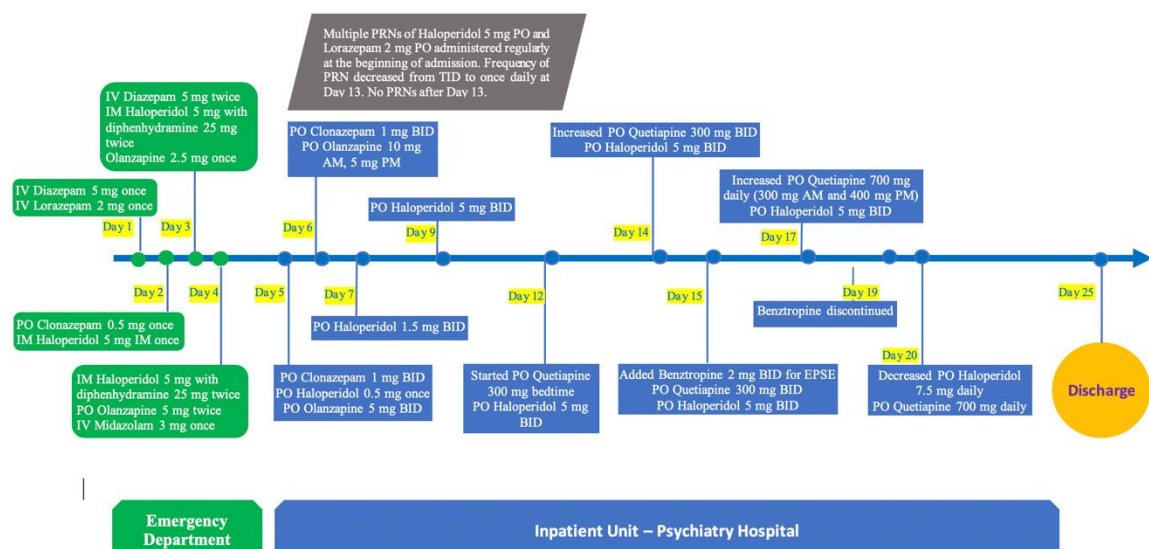 Multiple PRNs of Haloperidol 5 mg PO and
Lorazepam 2 mg PO administered regularly
at the beginning of admission. Frequency of
PRN decreased from TID to once daily at
Day 13. No PRNs after Day 13.
IV Diazepam 5 mg twice
IM Haloperidol 5 mg with
diphenhydramine 25 mg
twice
Olanzapine 2.5 mg once
PO Clonazepam 1 mg BID
PO Olanzapine 10 mg
AM, 5 mg PM
Increased PO Quetiapine 300 mg BID
PO Haloperidol 5 mg BID
Increased PO Quetiapine 700 mg
daily (300 mg AM and 400 mg PM)
PO Haloperidol 5 mg BID
IV Diazepam 5 mg once
IV Lorazepam 2 mg once
PO Haloperidol 5 mg BID
Day 1
Day 3
Day 6
Day 9
Day 14
Day 17
Day 2
Day 4
Day 5
Day 7
Day 12
Day 15
Day 19
Day 25
Benztropine discontinued
PO Clonazepam 0.5 mg once
IM Haloperidol 5 mg IM once
PO Haloperidol 1.5 mg BID
Day 20
IM Haloperidol 5 mg with
diphenhydramine 25 mg twice
PO Olanzapine 5 mg twice
IV Midazolam 3 mg once
PO Clonazepam 1 mg BID
PO Haloperidol 0.5 mg once
PO Olanzapine 5 mg BID
Started PO Quetiapine
300 mg bedtime
PO Haloperidol 5 mg
BID
Added Benztropine 2 mg BID for EPSE
PO Quetiapine 300 mg BID
PO Haloperidol 5 mg BID
Decreased PO Haloperidol
7.5 mg daily
PO Quetiapine 700 mg daily
Discharge
Emergency
Department
Inpatient Unit – Psychiatry Hospital